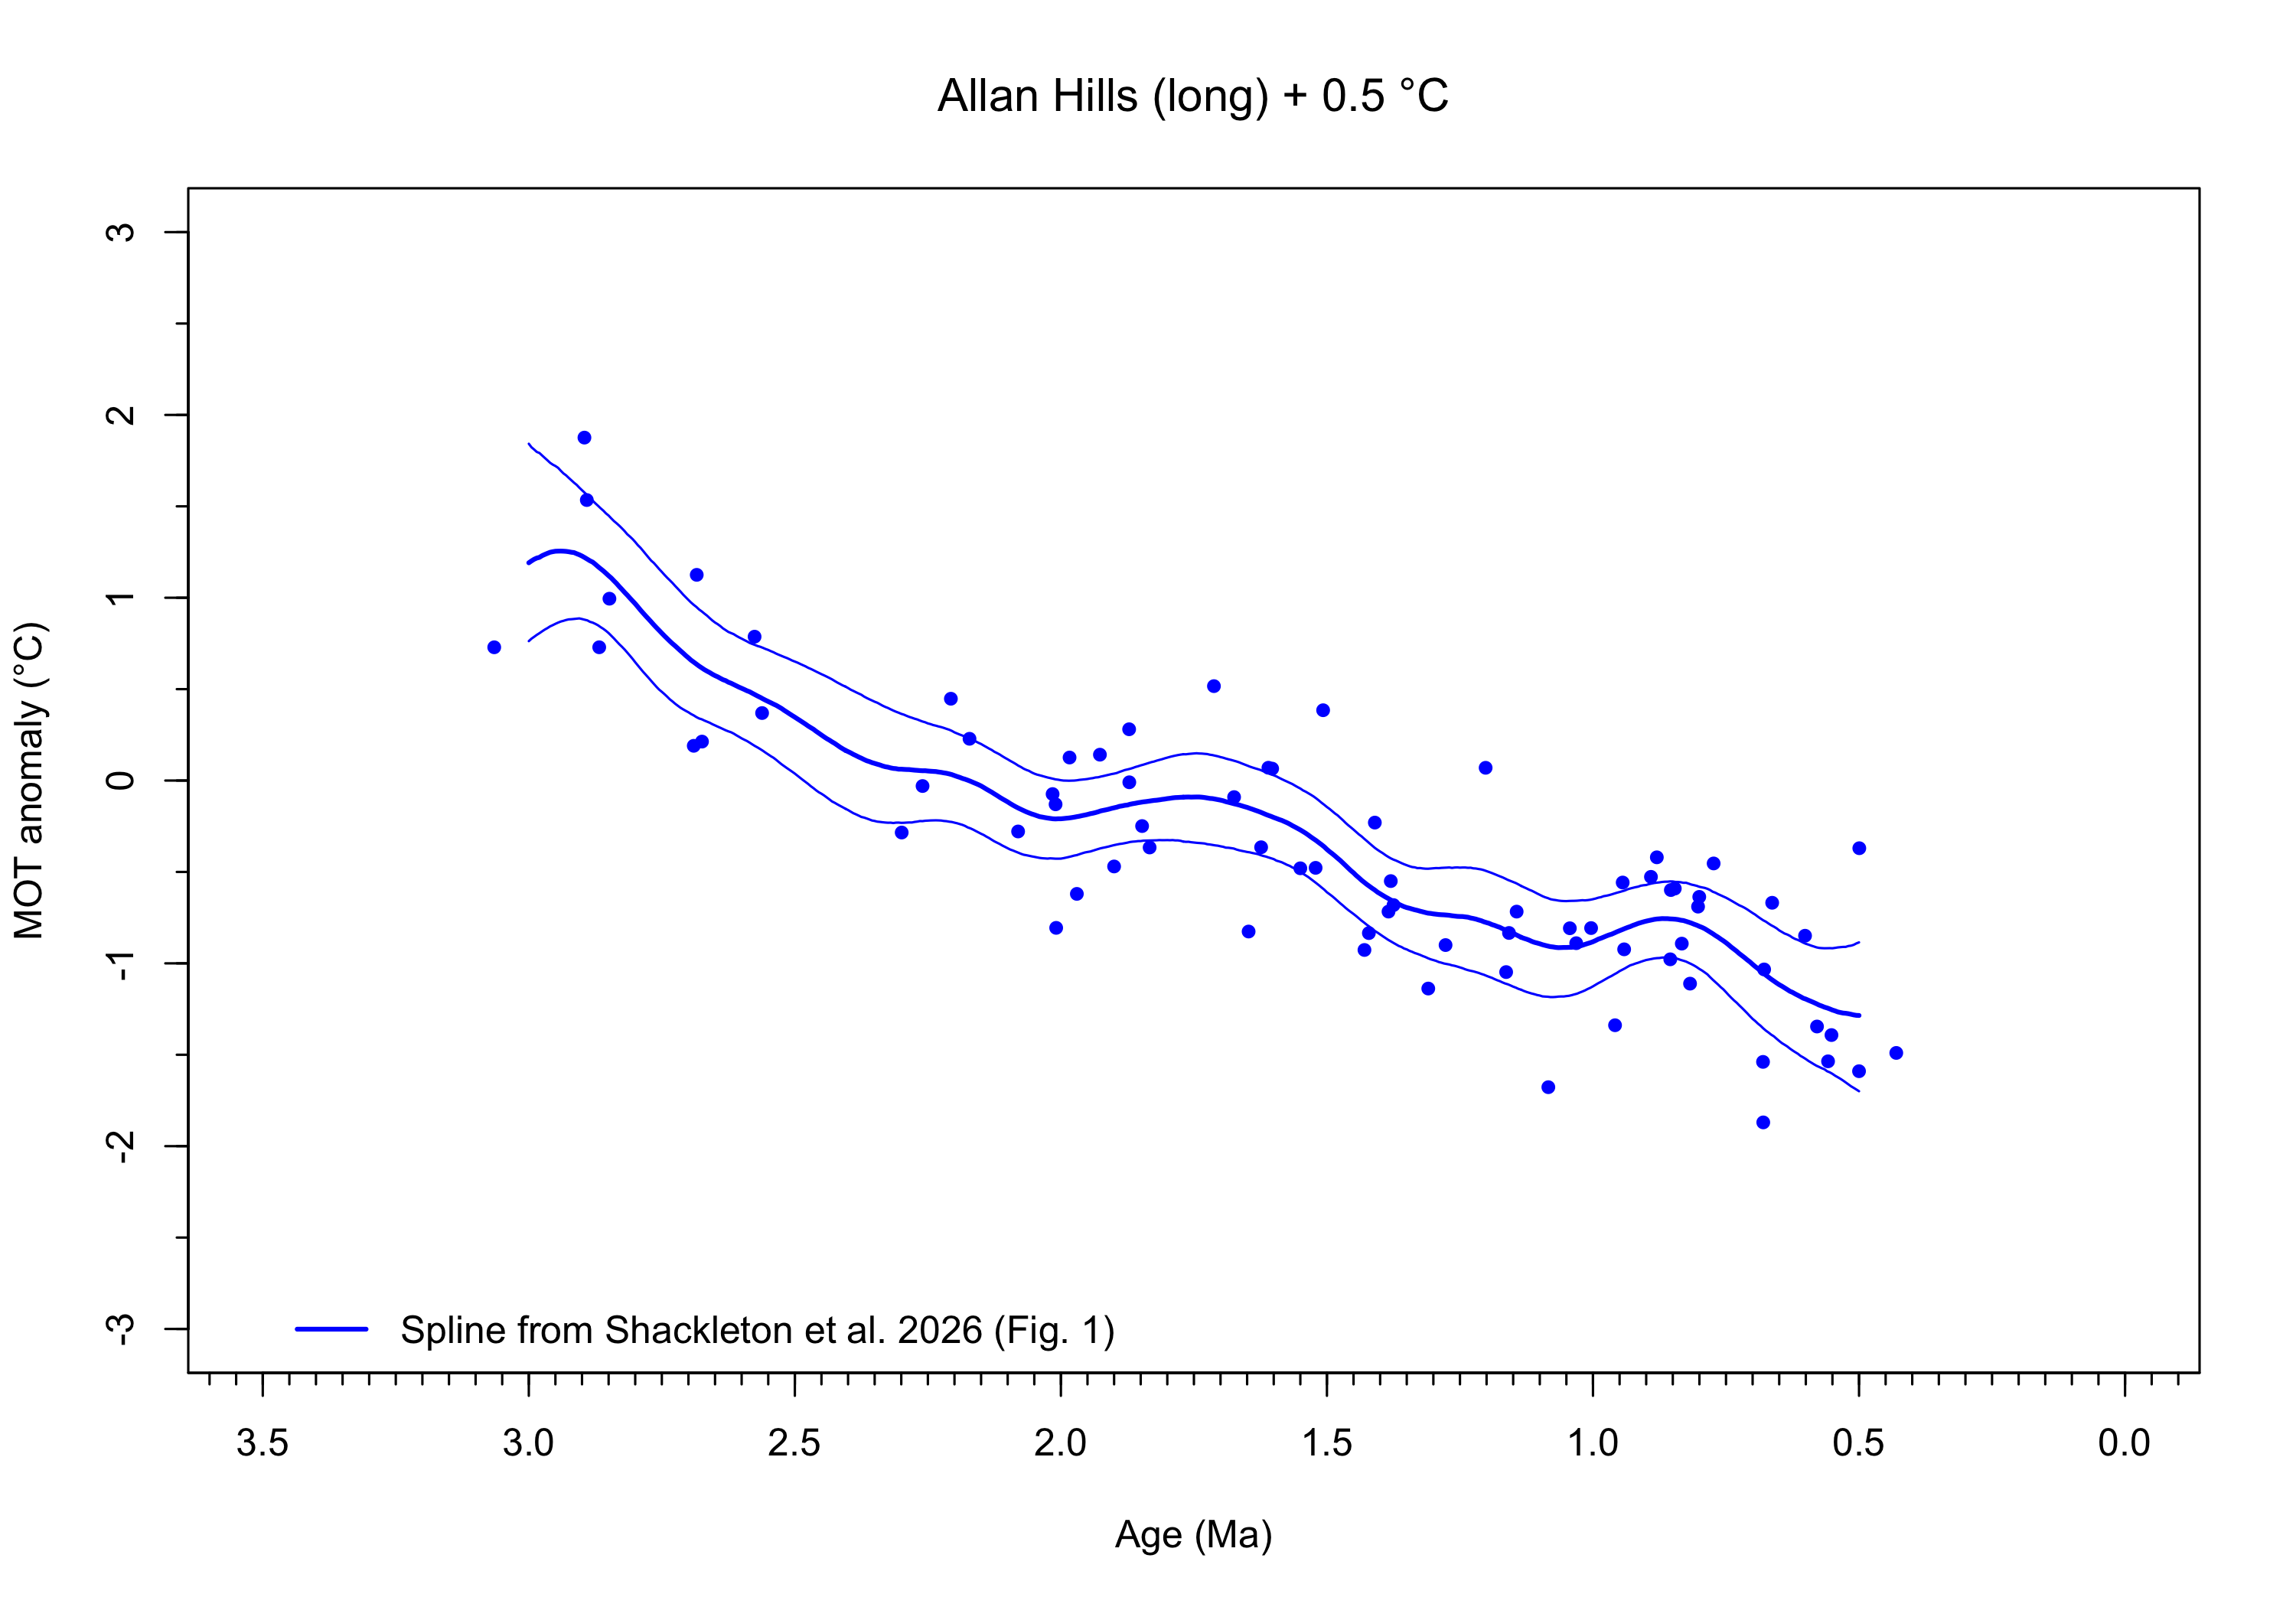 Allan Hills (long) + 0.5 °C
MOT anomaly (°C)
3
2
1
0
-1
-2
-3
Spline from Shackleton et al. 2026 (Fig. 1)
3.5 3.0 2.5 2.0 1.5 1.0 0.5 0.0
Age (Ma)